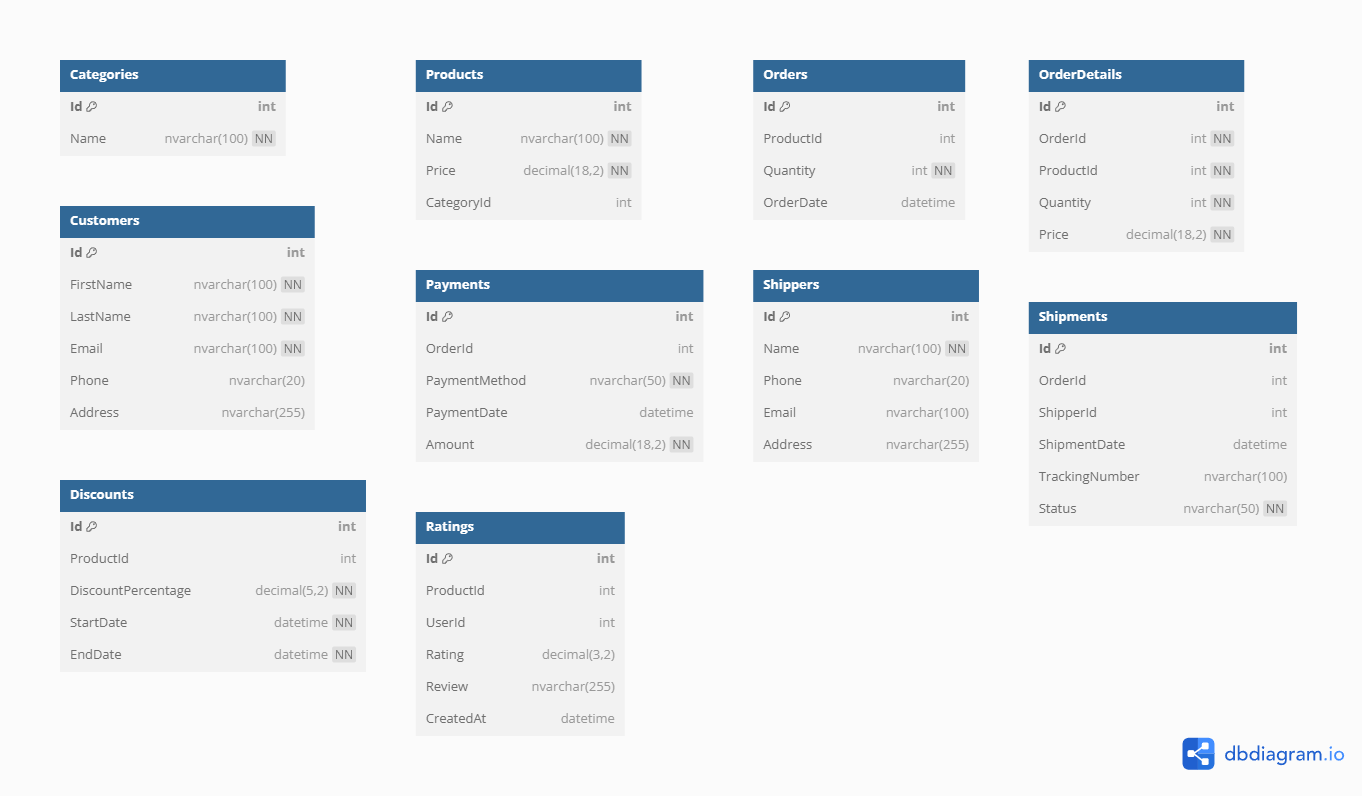 Categories
Id int
Name nvarchar(100) NN
Customers
Id int
FirstName nvarchar(100) NN
LastName nvarchar(100) NN
Email nvarchar(100) NN
Phone nvarchar(20)
Address nvarchar(255)
Discounts
Id int
ProductId int
DiscountPercentage decimal(5,2) NN
StartDate datetime NN
EndDate datetime NN
Products
Id int
Name nvarchar(100) NN
Price decimal(18,2) NN
CategoryId int
Payments
Id int
OrderId int
PaymentMethod nvarchar(50) NN
PaymentDate datetime
Amount decimal(18,2) NN
Ratings
Id int
ProductId int
UserId int
Rating decimal(3,2)
Review nvarchar(255)
CreatedAt datetime
Orders
Id int
ProductId int
Quantity int NN
OrderDate datetime
Shippers
Id int
Name nvarchar(100) NN
Phone nvarchar(20)
Email nvarchar(100)
Address nvarchar(255)
OrderDetails
Id int
OrderId int NN
ProductId int NN
Quantity int NN
Price decimal(18,2) NN
Shipments
Id int
OrderId int
ShipperId int
ShipmentDate datetime
TrackingNumber nvarchar(100)
Status nvarchar(50) NN
dbdiagram.io